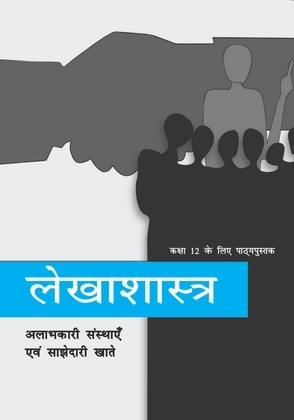 कक्षा 12 के लिए पाठ्यपुस्तक
लेखाशास्त्र
अलाभकारी संस्थाएँ
एवं साझेदारी खाते